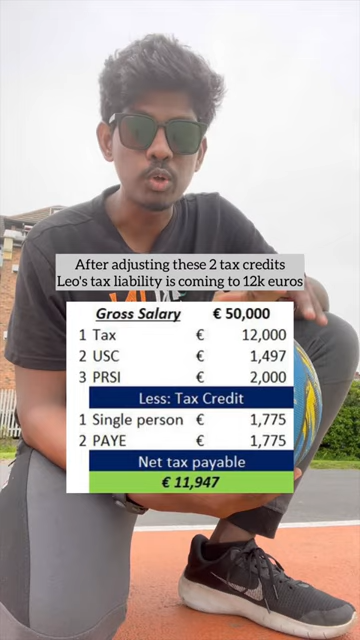 After adjusting these 2 tax credits
Leo's tax liability is coming to 12k euros
Gross Salary € 50,000
1 Tax € 12,000
2 USC € 1,497
3 PRSI € 2,000
Less: Tax Credit
1 Single person € 1,775
2 PAYE € 1,775
Net tax payable
€ 11,947